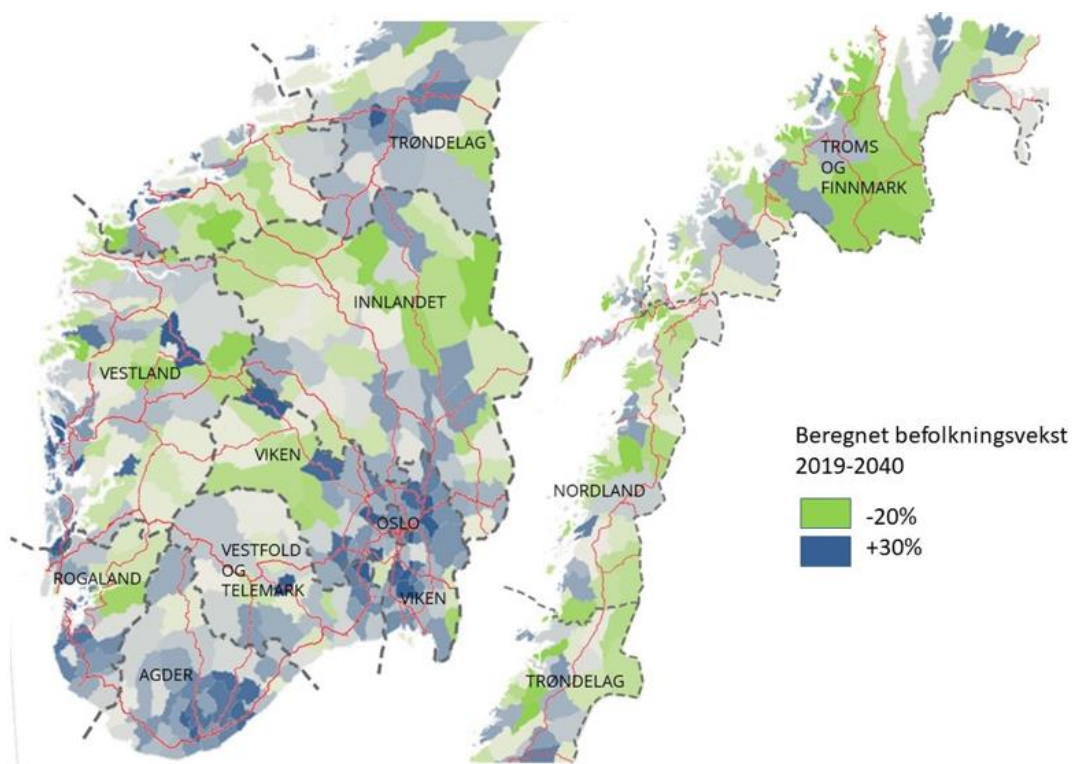 TRØNDELAG
INNLANDET
VESTLAND
VIKEN
OSLO
ROGALAND
VESTFOLD
OG
TELEMARK
VIKEN
AGDER
TROMS
OG
FINNMARK
NORDLAND
TRØNDELAG
Beregnet befolkningsvekst
2019-2040
-20%
+30%